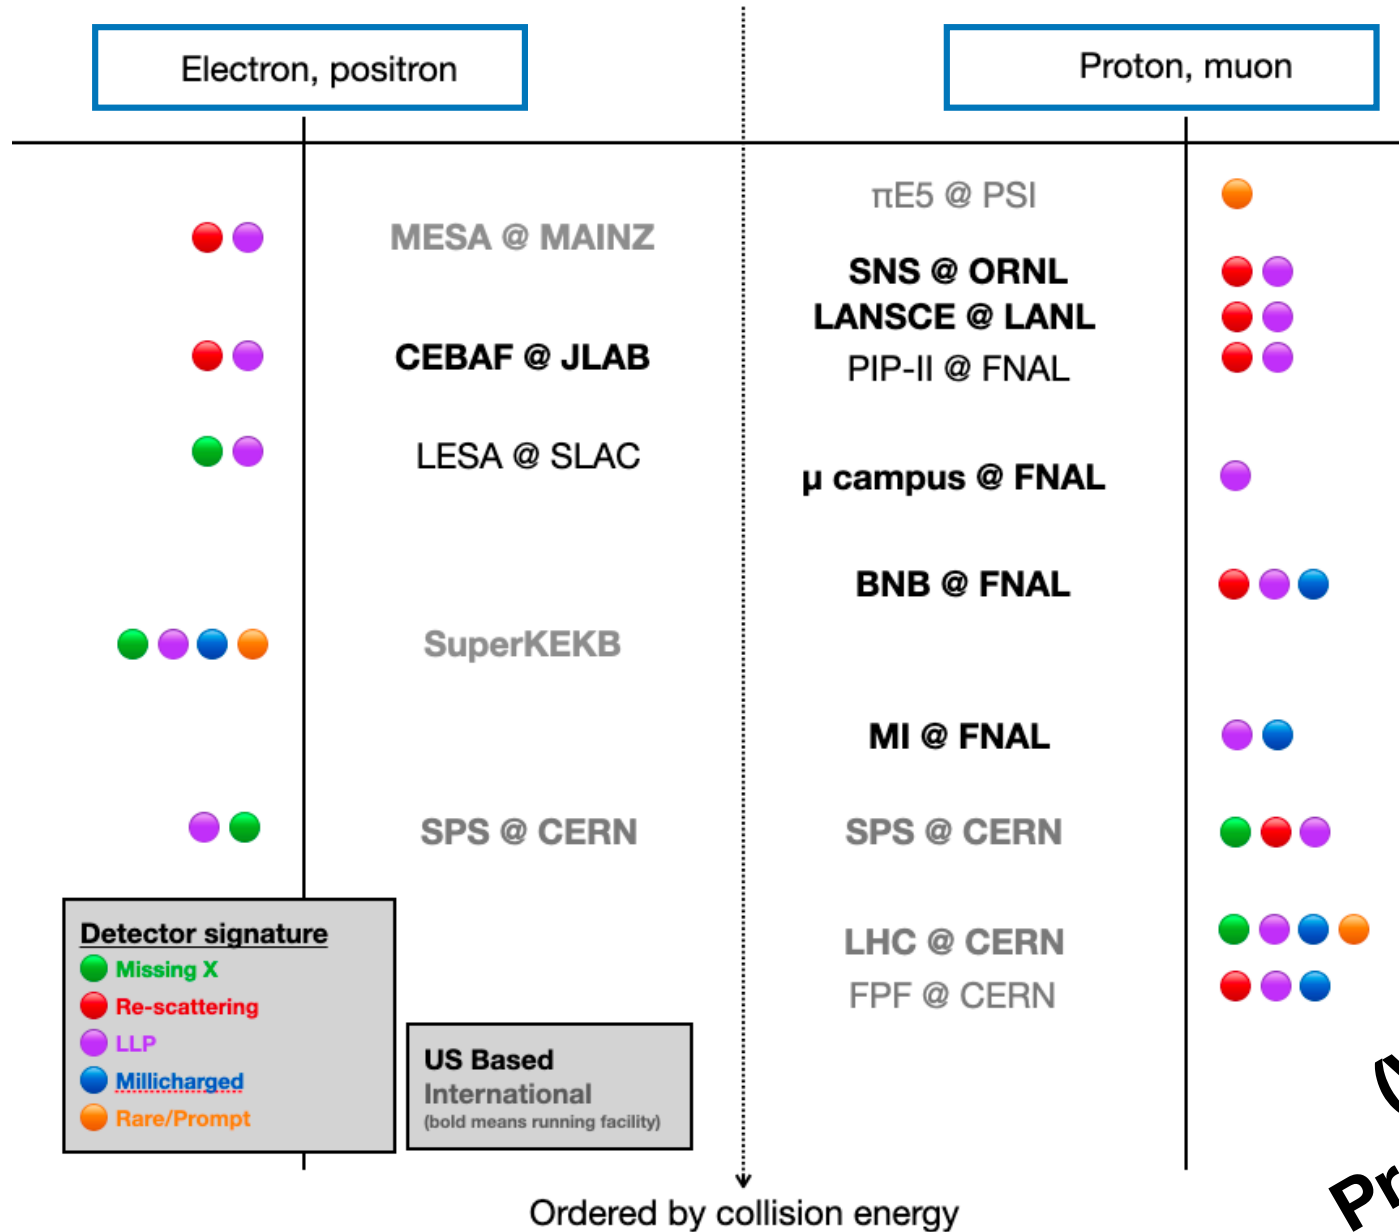 Electron, positron
Proton, muon
πE5 @ PSI
MESA @ MAINZ
SNS @ ORNL
LANSCE @ LANL
CEBAF @ JLAB
PIP-II @ FNAL
LESA @ SLAC
μ campus @ FNAL
BNB @ FNAL
SuperKEKB
MI @ FNAL
SPS @ CERN
SPS @ CERN
LHC @ CERN
FPF @ CERN
Detector signature
Missing X
Re-scattering
LLP
Millicharged
Rare/Prompt
US Based
International
(bold means running facility)
Ordered by collision energy